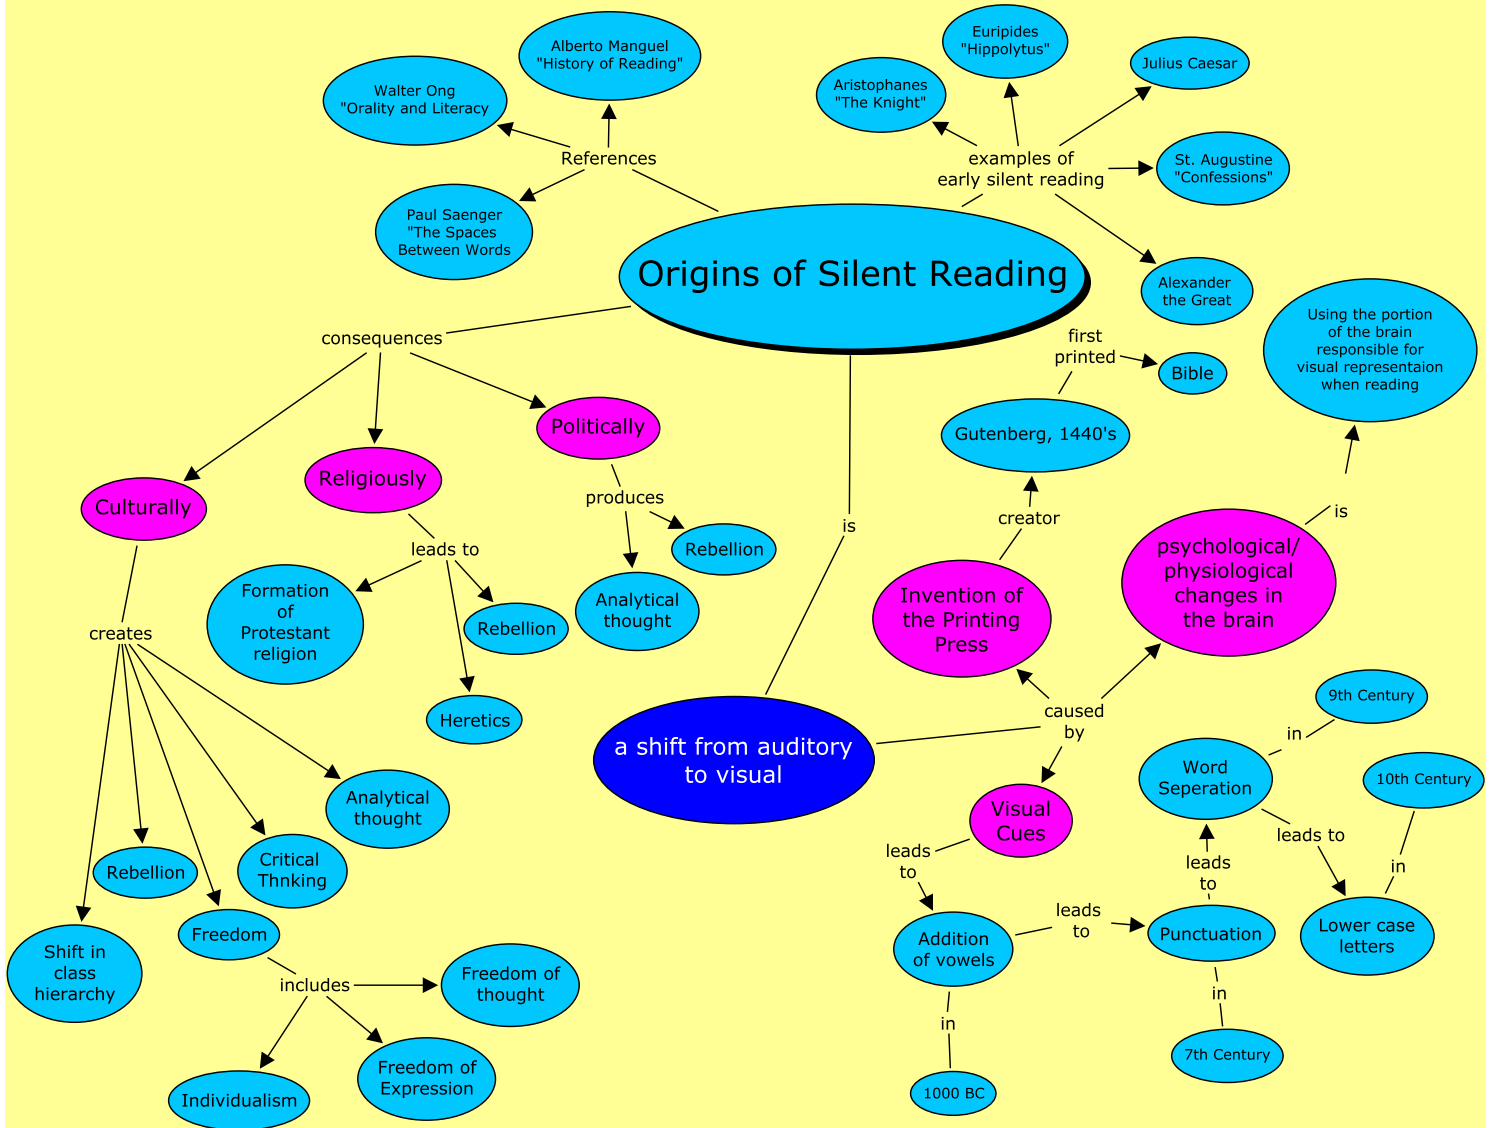 Alberto Manguel
"History of Reading"
Walter Ong
"Orality and Literacy
References
Paul Saenger
"The Spaces
Between Words
Euripides
"Hippolytus"
Julius Caesar
Aristophanes
"The Knight"
examples of
early silent reading
St. Augustine
"Confessions"
Alexander
the Great
Origins of Silent Reading
consequences
Politically
produces
Rebellion
Analytical
thought
Religiously
leads to
Formation
of
Protestant
religion
Rebellion
Heretics
Culturally
creates
Analytical
thought
Critical
Thnking
Rebellion
Freedom
Shift in
class
hierarchy
includes
Freedom of
thought
Freedom of
Expression
Individualism
is
a shift from auditory
to visual
caused
by
Invention of
the Printing
Press
creator
Gutenberg, 1440's
first
printed
Bible
psychological/
physiological
changes in
the brain
is
Using the portion
of the brain
responsible for
visual representaion
when reading
Visual
Cues
leads
to
Addition
of vowels
in
1000 BC
leads
to
Punctuation
in
7th Century
leads
to
Word
Seperation
in
9th Century
leads to
Lower case
letters
in
10th Century